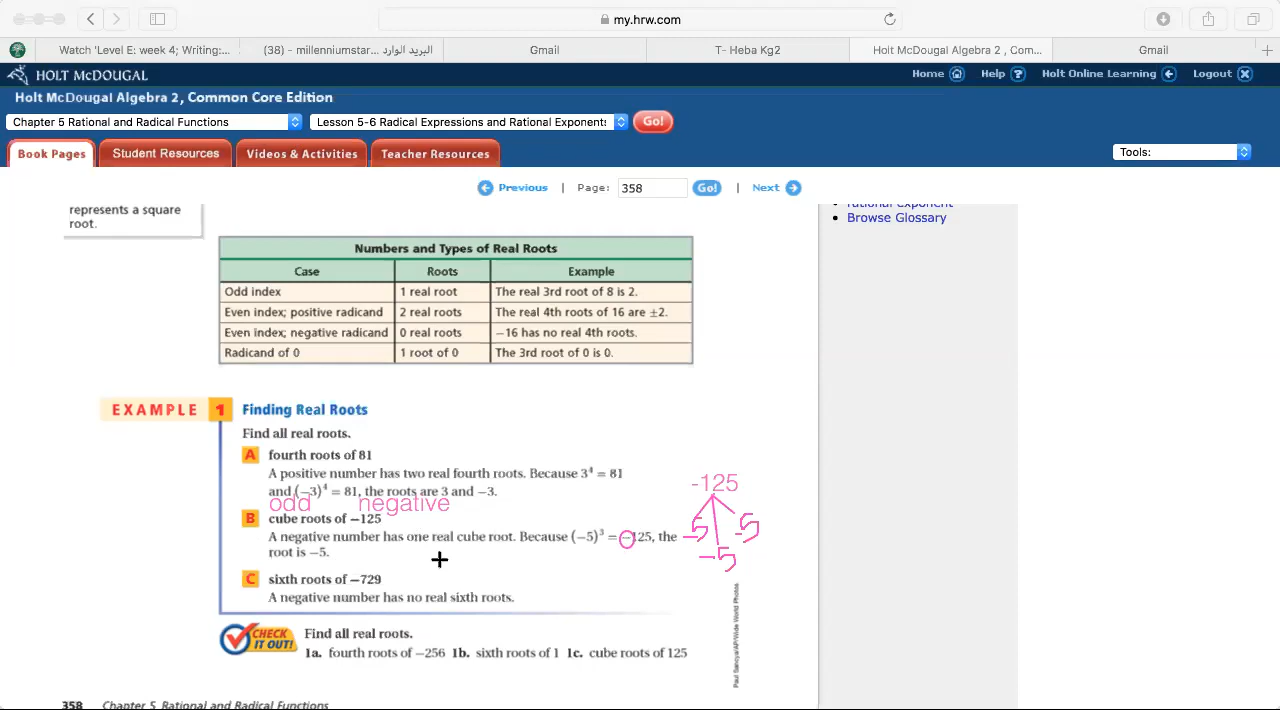 my.hrw.com
Watch 'Level E: week 4; Writing:...
(38) - millenniumstar... البريد الوارد
Gmail
T- Heba Kg2
Holt McDougal Algebra 2 , Com...
Gmail
HOLT McDOUGAL
Home
Help ?
Holt Online Learning
Logout X
Holt McDougal Algebra 2, Common Core Edition
Chapter 5 Rational and Radical Functions
Lesson 5-6 Radical Expressions and Rational Exponents
Go!
Book Pages
Student Resources
Videos & Activities
Teacher Resources
Tools:
Previous | Page: 358 Go! | Next
represents a square
root.
rational exponent
Browse Glossary
Numbers and Types of Real Roots
Case Roots Example
Odd index 1 real root The real 3rd root of 8 is 2.
Even index; positive radicand 2 real roots The real 4th roots of 16 are ±2.
Even index; negative radicand 0 real roots −16 has no real 4th roots.
Radicand of 0 1 root of 0 The 3rd root of 0 is 0.
EXAMPLE 1 Finding Real Roots
Find all real roots.
A fourth roots of 81
A positive number has two real fourth roots. Because 3⁴ = 81
and (−3)⁴ = 81, the roots are 3 and −3.
odd negative
B cube roots of −125
A negative number has one real cube root. Because (−5)³ = −125, the
root is −5.
-125
-5 -5
-5
C sixth roots of −729
A negative number has no real sixth roots.
Paul Sancya/AP/Wide World Photos
CHECK IT OUT!
Find all real roots.
1a. fourth roots of −256 1b. sixth roots of 1 1c. cube roots of 125
358 Chapter 5 Rational and Radical Functions